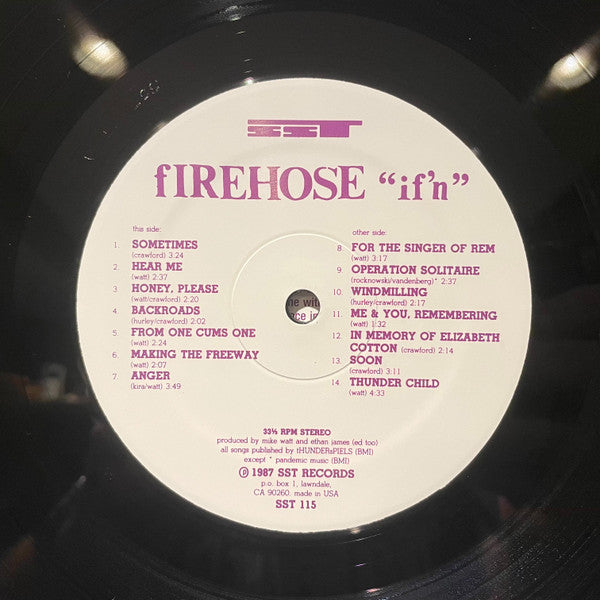 SST
fIREHOSE "if'n"
this side:
1. SOMETIMES
(crawford) 3.24
2. HEAR ME
(watt) 2:37
3. HONEY, PLEASE
(watt/crawford) 2:20
4. BACKROADS
(hurley/crawford) 2:02
5. FROM ONE CUMS ONE
(watt) 2:24
6. MAKING THE FREEWAY
(watt) 2:07
7. ANGER
(kira/watt) 3:49
other side:
8. FOR THE SINGER OF REM
(watt) 3:17
9. OPERATION SOLITAIRE
(rocknowski/vandenberg)* 2:37
10. WINDMILLING
(hurley/crawford) 2:17
11. ME & YOU, REMEMBERING
(watt) 1:32
12. IN MEMORY OF ELIZABETH
COTTON (crawford) 2:14
13. SOON
(crawford) 3:11
14. THUNDER CHILD
(watt) 4:33
33⅓ RPM STEREO
produced by mike watt and ethan james (ed too)
all songs published by tHUNDERsPIELS (BMI)
except * pandemic music (BMI)
℗ 1987 SST RECORDS
p.o. box 1, lawndale,
CA 90260. made in USA
SST 115